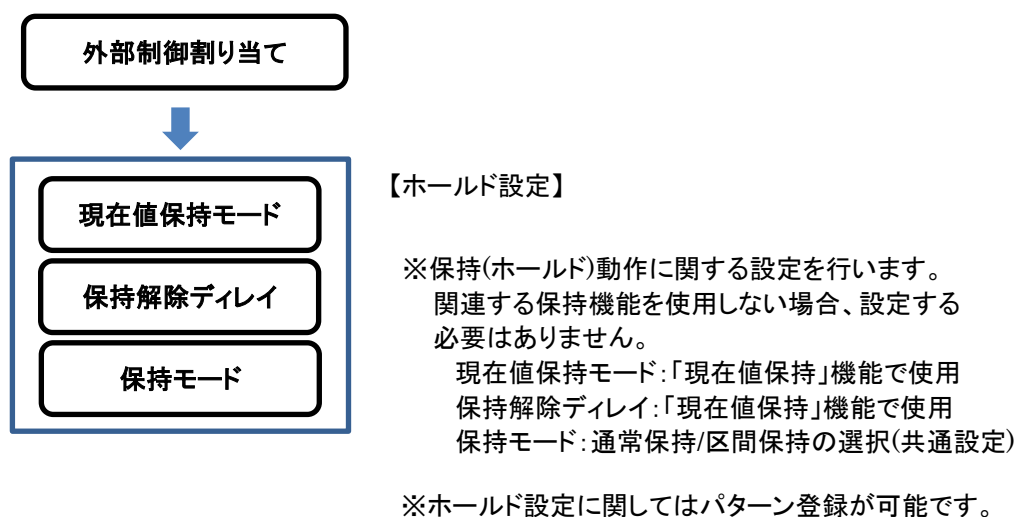 外部制御割り当て
現在値保持モード
保持解除ディレイ
保持モード
【ホールド設定】
※保持(ホールド)動作に関する設定を行います。
関連する保持機能を使用しない場合、設定する
必要はありません。
現在値保持モード:「現在値保持」機能で使用
保持解除ディレイ:「現在値保持」機能で使用
保持モード:通常保持/区間保持の選択(共通設定)
※ホールド設定に関してはパターン登録が可能です。